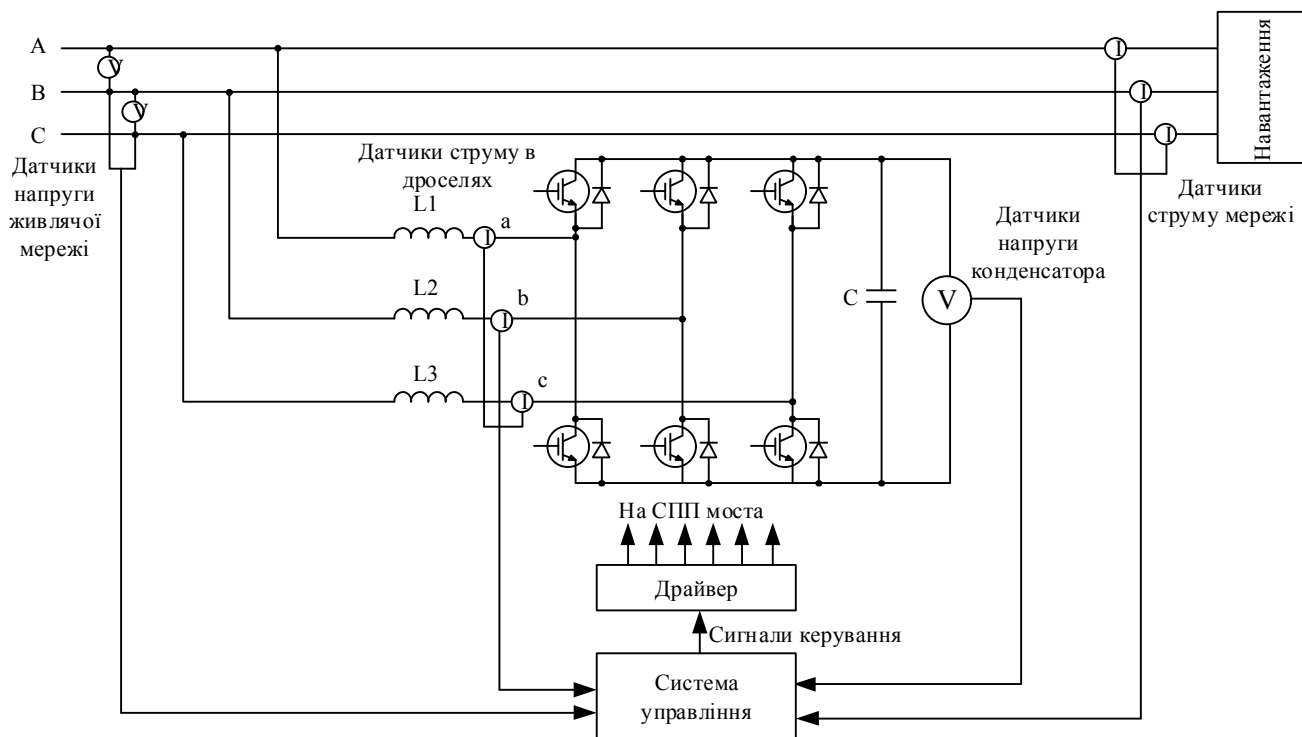 A
V
I
B
V
I
C
I
Навантаження
Датчики
напруги
живлячої
мережі
Датчики струму в
дроселях
Датчики
струму мережі
L1
I
a
L2
I
b
L3
I
c
C
V
Датчики
напруги
конденсатора
На СПП моста
Драйвер
Сигнали керування
Система
управління